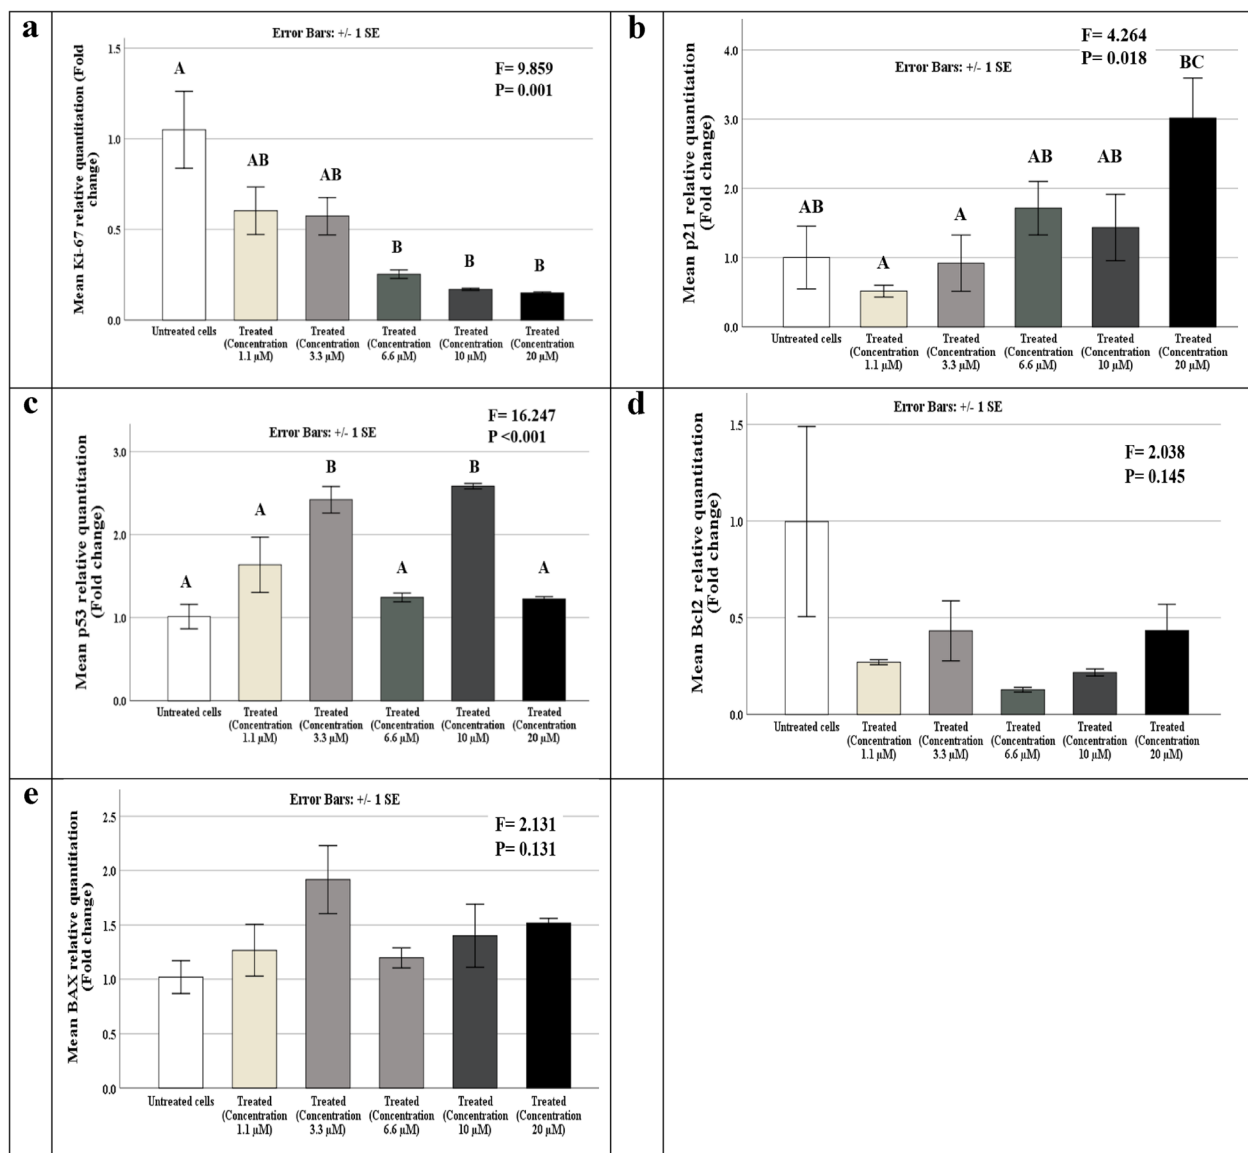 a
Error Bars: +/- 1 SE
F= 9.859
P= 0.001
Mean Ki-67 relative quantitation (Fold
change)
1.5
1.0
0.5
0.0
A
AB
AB
B
B
B
Untreated cells
Treated
(Concentration
1.1 µM)
Treated
(Concentration
3.3 µM)
Treated
(Concentration
6.6 µM)
Treated
(Concentration
10 µM)
Treated
(Concentration
20 µM)
b
Error Bars: +/- 1 SE
F= 4.264
P= 0.018
Mean p21 relative quantitation
(Fold change)
4.0
3.0
2.0
1.0
0.0
AB
A
A
AB
AB
BC
Untreated cells
Treated
(Concentration
1.1 µM)
Treated
(Concentration
3.3 µM)
Treated
(Concentration
6.6 µM)
Treated
(Concentration
10 µM)
Treated
(Concentration
20 µM)
c
Error Bars: +/- 1 SE
F= 16.247
P <0.001
Mean p53 relative quantitation
(Fold change)
3.0
2.0
1.0
0.0
A
A
B
A
B
A
Untreated cells
Treated
(Concentration
1.1 µM)
Treated
(Concentration
3.3 µM)
Treated
(Concentration
6.6 µM)
Treated
(Concentration
10 µM)
Treated
(Concentration
20 µM)
d
Error Bars: +/- 1 SE
F= 2.038
P= 0.145
Mean Bcl2 relative quantitation
(Fold change)
1.5
1.0
0.5
0.0
Untreated cells
Treated
(Concentration
1.1 µM)
Treated
(Concentration
3.3 µM)
Treated
(Concentration
6.6 µM)
Treated
(Concentration
10 µM)
Treated
(Concentration
20 µM)
e
Error Bars: +/- 1 SE
F= 2.131
P= 0.131
Mean BAX relative quantitation
(Fold change)
2.5
2.0
1.5
1.0
0.5
0.0
Untreated cells
Treated
(Concentration
1.1 µM)
Treated
(Concentration
3.3 µM)
Treated
(Concentration
6.6 µM)
Treated
(Concentration
10 µM)
Treated
(Concentration
20 µM)